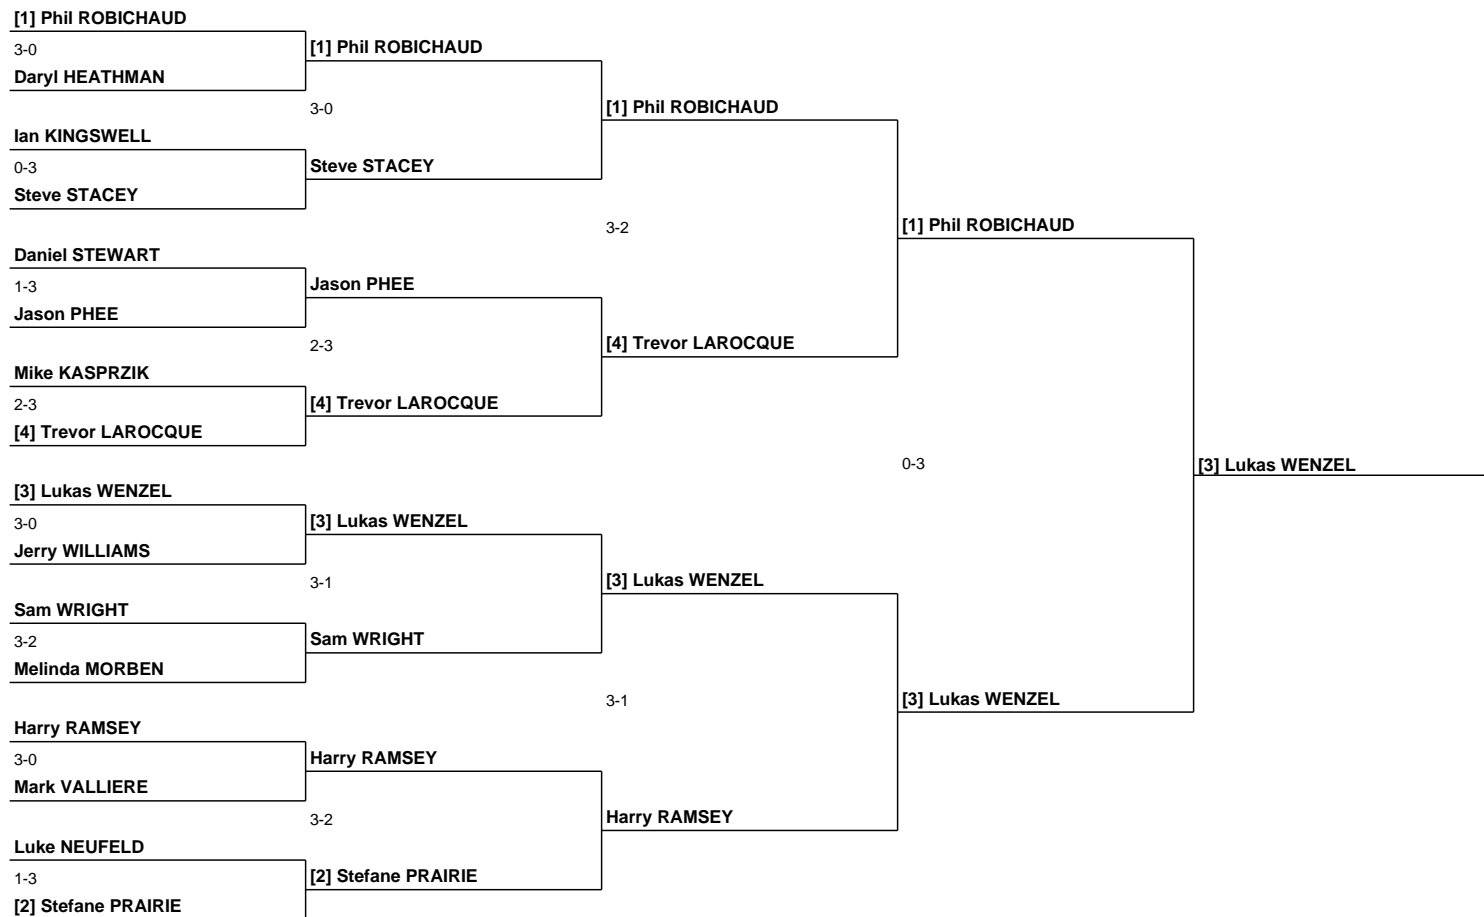 [1] Phil ROBICHAUD
3-0
Daryl HEATHMAN
Ian KINGSWELL
0-3
Steve STACEY
Daniel STEWART
1-3
Jason PHEE
Mike KASPRZIK
2-3
[4] Trevor LAROCQUE
[3] Lukas WENZEL
3-0
Jerry WILLIAMS
Sam WRIGHT
3-2
Melinda MORBEN
Harry RAMSEY
3-0
Mark VALLIERE
Luke NEUFELD
1-3
[2] Stefane PRAIRIE
[1] Phil ROBICHAUD
3-0
Steve STACEY
Jason PHEE
2-3
[4] Trevor LAROCQUE
[3] Lukas WENZEL
3-1
Sam WRIGHT
Harry RAMSEY
3-2
[2] Stefane PRAIRIE
[1] Phil ROBICHAUD
3-2
[4] Trevor LAROCQUE
[3] Lukas WENZEL
3-1
Harry RAMSEY
[1] Phil ROBICHAUD
0-3
[3] Lukas WENZEL
[3] Lukas WENZEL